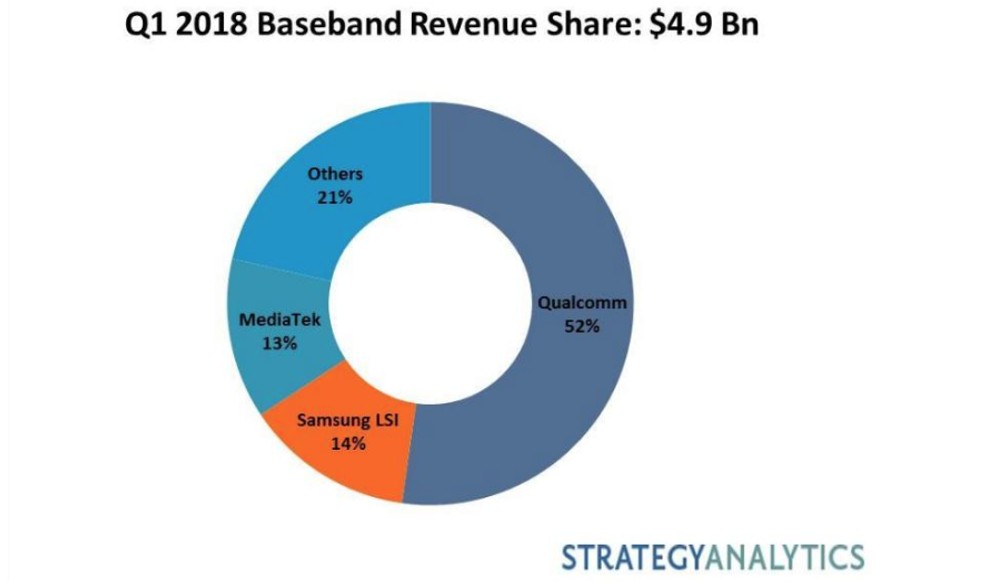 Q1 2018 Baseband Revenue Share: $4.9 Bn
Others
21%
Qualcomm
52%
MediaTek
13%
Samsung LSI
14%
STRATEGYANALYTICS